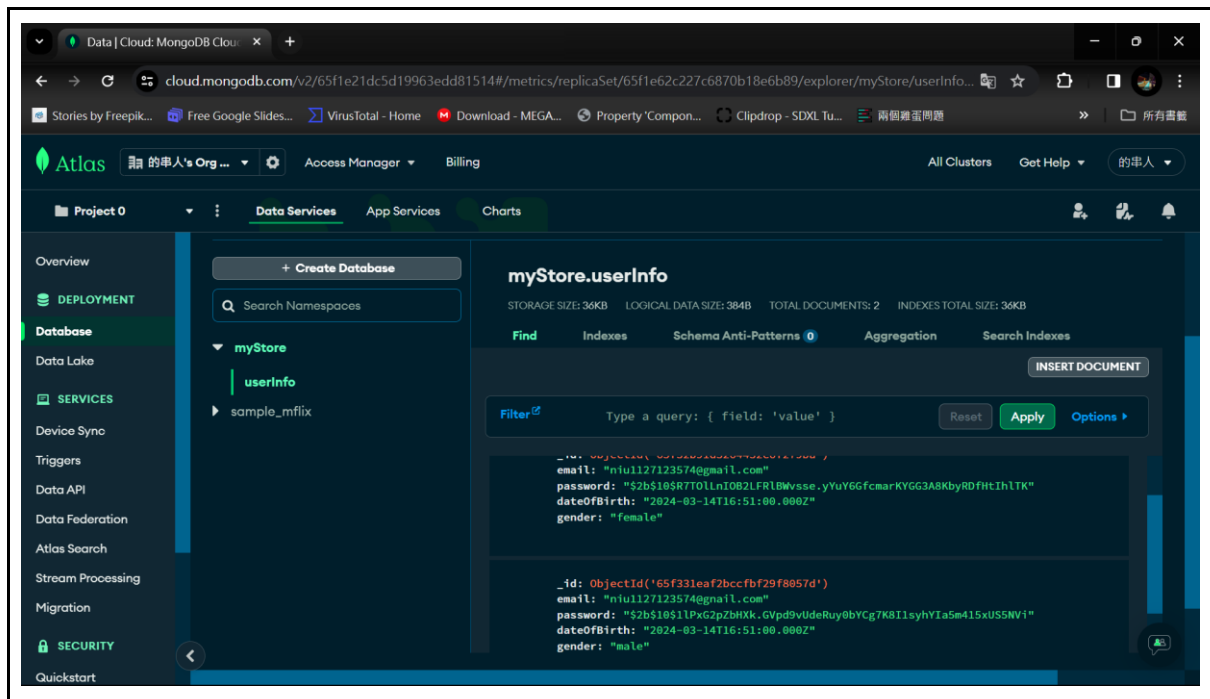 Data | Cloud: MongoDB Clou
cloud.mongodb.com/v2/65f1e21dc5d19963edd81514#/metrics/replicaSet/65f1e62c227c6870b18e6b89/explorer/myStore/userInfo...
Stories by Freepik... Free Google Slides... VirusTotal - Home Download - MEGA... Property 'Compon... Clipdrop - SDXL Tu... 兩個雞蛋問題 » 所有書籤
Atlas 的串人's Org ... Access Manager Billing All Clusters Get Help 的串人
Project 0 Data Services App Services Charts
Overview
DEPLOYMENT
Database
Data Lake
SERVICES
Device Sync
Triggers
Data API
Data Federation
Atlas Search
Stream Processing
Migration
SECURITY
Quickstart
+ Create Database
Search Namespaces
myStore
userInfo
sample_mflix
myStore.userInfo
STORAGE SIZE: 36KB LOGICAL DATA SIZE: 384B TOTAL DOCUMENTS: 2 INDEXES TOTAL SIZE: 36KB
Find Indexes Schema Anti-Patterns 0 Aggregation Search Indexes
INSERT DOCUMENT
Filter Type a query: { field: 'value' } Reset Apply Options
email: "niu1127123574@gmail.com"
password: "$2b$10$R7TOlLnIOB2LFRlBWvsse.yYuY6GfcmarKYGG3A8KbyRDfHtIhlTK"
dateOfBirth: "2024-03-14T16:51:00.000Z"
gender: "female"
_id: ObjectId('65f331eaf2bccfbf29f8057d')
email: "niu1127123574@gnail.com"
password: "$2b$10$1lPxG2pZbHXk.GVpd9vUdeRuy0bYCg7K8I1syhYIa5m415xUS5NVi"
dateOfBirth: "2024-03-14T16:51:00.000Z"
gender: "male"